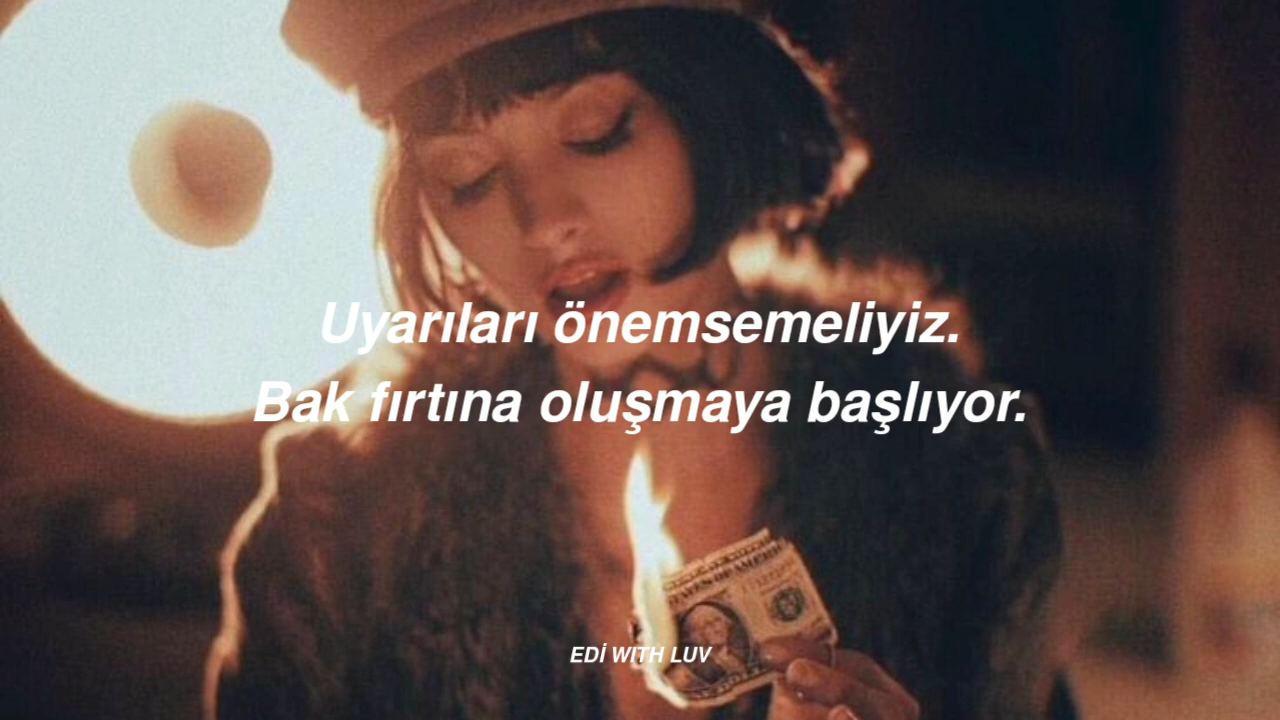 Uyarıları önemsemeliyiz.
Bak fırtına oluşmaya başlıyor.
EDİ WITH LUV